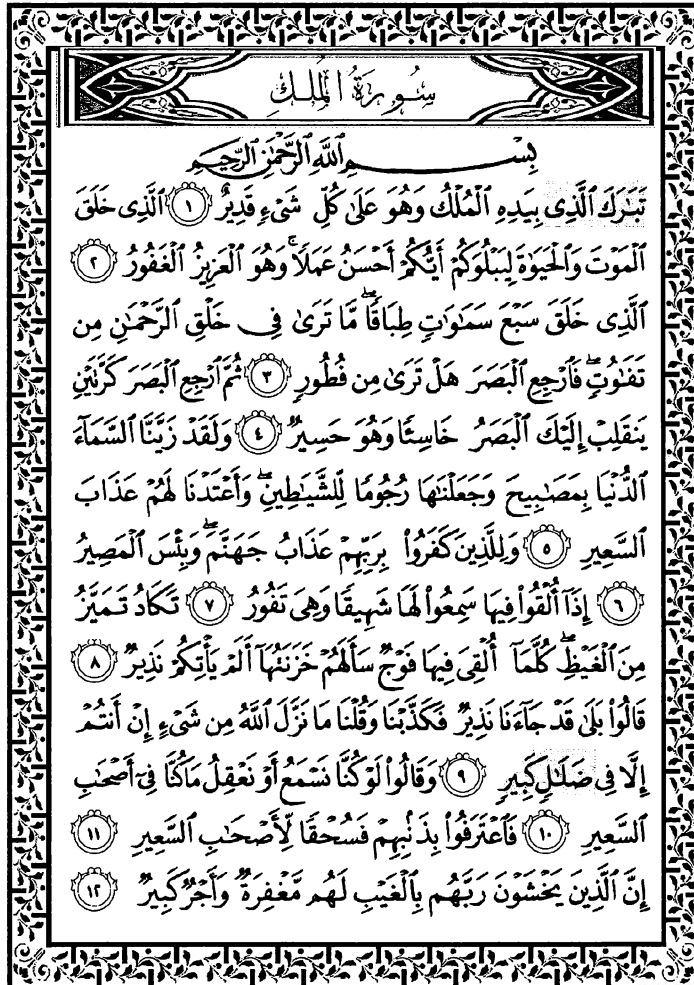 سُورَةُ الْمُلْكِ
بِسْمِ ٱللَّهِ ٱلرَّحْمَٰنِ ٱلرَّحِيمِ
تَبَٰرَكَ ٱلَّذِى بِيَدِهِ ٱلْمُلْكُ وَهُوَ عَلَىٰ كُلِّ شَىْءٍ قَدِيرٌ ١ ٱلَّذِى خَلَقَ
ٱلْمَوْتَ وَٱلْحَيَوٰةَ لِيَبْلُوَكُمْ أَيُّكُمْ أَحْسَنُ عَمَلًا ۚ وَهُوَ ٱلْعَزِيزُ ٱلْغَفُورُ ٢
ٱلَّذِى خَلَقَ سَبْعَ سَمَٰوَٰتٍ طِبَاقًا ۖ مَّا تَرَىٰ فِى خَلْقِ ٱلرَّحْمَٰنِ مِن
تَفَٰوُتٍ ۖ فَٱرْجِعِ ٱلْبَصَرَ هَلْ تَرَىٰ مِن فُطُورٍ ٣ ثُمَّ ٱرْجِعِ ٱلْبَصَرَ كَرَّتَيْنِ
يَنقَلِبْ إِلَيْكَ ٱلْبَصَرُ خَاسِئًا وَهُوَ حَسِيرٌ ٤ وَلَقَدْ زَيَّنَّا ٱلسَّمَآءَ
ٱلدُّنْيَا بِمَصَٰبِيحَ وَجَعَلْنَٰهَا رُجُومًا لِّلشَّيَٰطِينِ ۖ وَأَعْتَدْنَا لَهُمْ عَذَابَ
ٱلسَّعِيرِ ٥ وَلِلَّذِينَ كَفَرُوا۟ بِرَبِّهِمْ عَذَابُ جَهَنَّمَ ۖ وَبِئْسَ ٱلْمَصِيرُ
٦ إِذَآ أُلْقُوا۟ فِيهَا سَمِعُوا۟ لَهَا شَهِيقًا وَهِىَ تَفُورُ ٧ تَكَادُ تَمَيَّزُ
مِنَ ٱلْغَيْظِ ۖ كُلَّمَآ أُلْقِىَ فِيهَا فَوْجٌ سَأَلَهُمْ خَزَنَتُهَآ أَلَمْ يَأْتِكُمْ نَذِيرٌ ٨
قَالُوا۟ بَلَىٰ قَدْ جَآءَنَا نَذِيرٌ فَكَذَّبْنَا وَقُلْنَا مَا نَزَّلَ ٱللَّهُ مِن شَىْءٍ إِنْ أَنتُمْ
إِلَّا فِى ضَلَٰلٍ كَبِيرٍ ٩ وَقَالُوا۟ لَوْ كُنَّا نَسْمَعُ أَوْ نَعْقِلُ مَا كُنَّا فِىٓ أَصْحَٰبِ
ٱلسَّعِيرِ ١٠ فَٱعْتَرَفُوا۟ بِذَنۢبِهِمْ فَسُحْقًا لِّأَصْحَٰبِ ٱلسَّعِيرِ ١١
إِنَّ ٱلَّذِينَ يَخْشَوْنَ رَبَّهُم بِٱلْغَيْبِ لَهُم مَّغْفِرَةٌ وَأَجْرٌ كَبِيرٌ ١٢